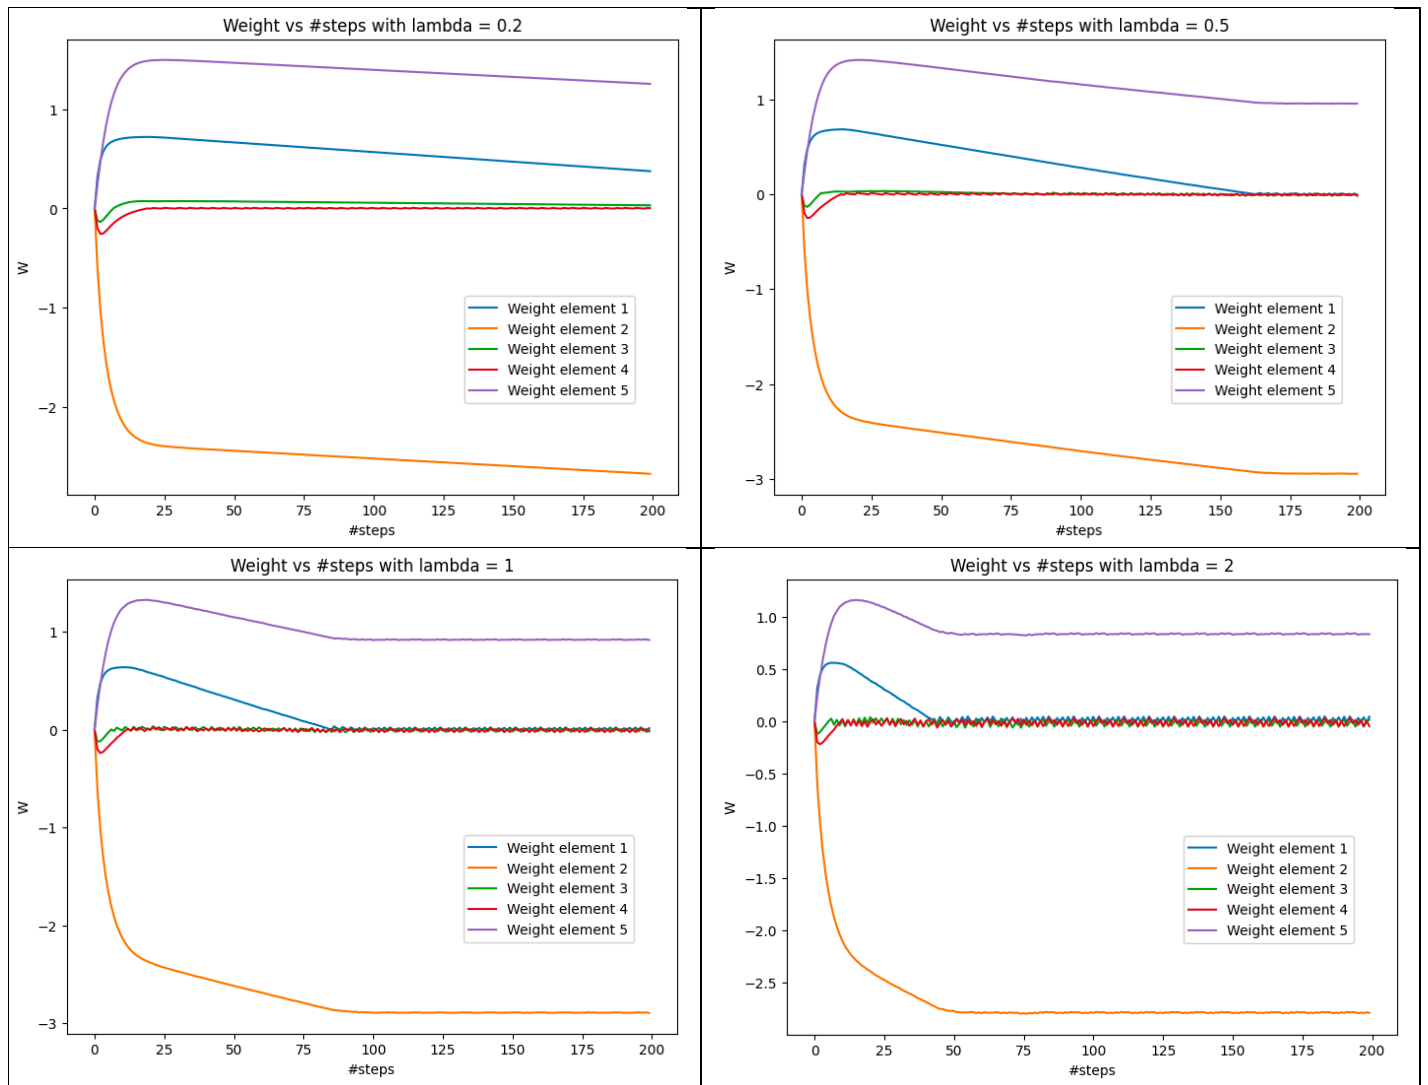 Weight vs #steps with lambda = 0.2
1
0
−1
−2
W
0 25 50 75 100 125 150 175 200
#steps
Weight element 1
Weight element 2
Weight element 3
Weight element 4
Weight element 5
Weight vs #steps with lambda = 0.5
1
0
−1
−2
−3
W
0 25 50 75 100 125 150 175 200
#steps
Weight element 1
Weight element 2
Weight element 3
Weight element 4
Weight element 5
Weight vs #steps with lambda = 1
1
0
−1
−2
−3
W
0 25 50 75 100 125 150 175 200
#steps
Weight element 1
Weight element 2
Weight element 3
Weight element 4
Weight element 5
Weight vs #steps with lambda = 2
1.0
0.5
0.0
−0.5
−1.0
−1.5
−2.0
−2.5
W
0 25 50 75 100 125 150 175 200
#steps
Weight element 1
Weight element 2
Weight element 3
Weight element 4
Weight element 5